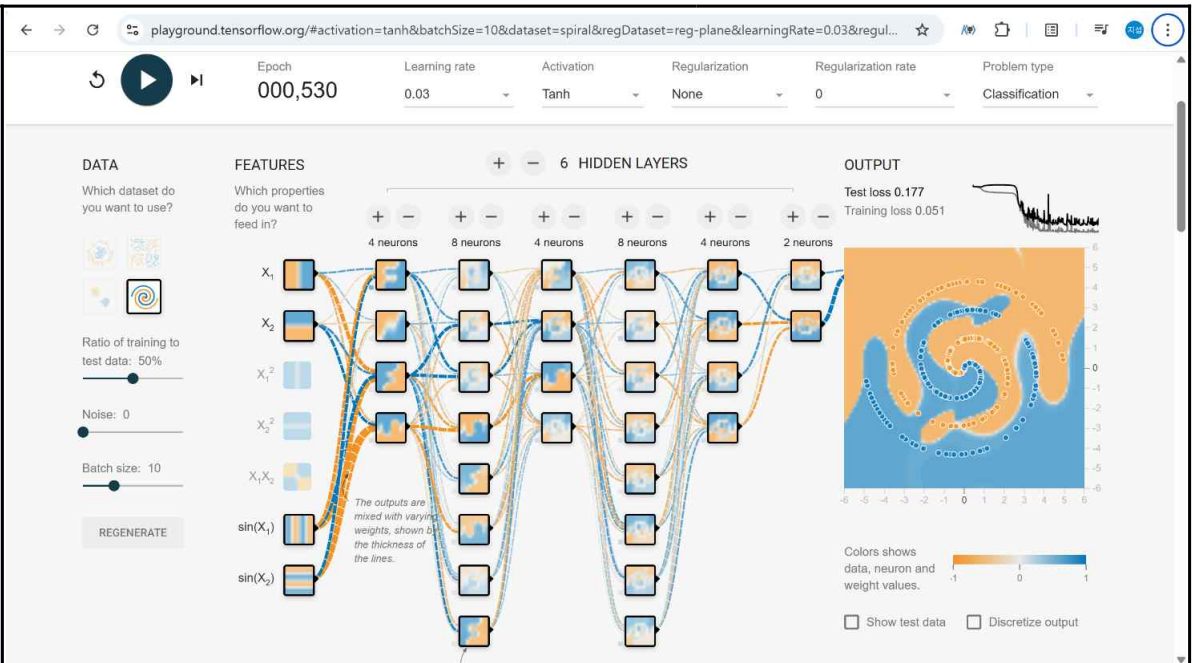 playground.tensorflow.org/#activation=tanh&batchSize=10&dataset=spiral&regDataset=reg-plane&learningRate=0.03&regul...
지섭
Epoch
000,530
Learning rate
0.03
Activation
Tanh
Regularization
None
Regularization rate
0
Problem type
Classification
DATA
Which dataset do
you want to use?
Ratio of training to
test data: 50%
Noise: 0
Batch size: 10
REGENERATE
FEATURES
Which properties
do you want to
feed in?
X₁
X₂
X₁²
X₂²
X₁X₂
sin(X₁)
sin(X₂)
+ − 6 HIDDEN LAYERS
+ − + − + − + − + − + −
4 neurons 8 neurons 4 neurons 8 neurons 4 neurons 2 neurons
The outputs are
mixed with varying
weights, shown by
the thickness of
the lines.
OUTPUT
Test loss 0.177
Training loss 0.051
6
5
4
3
2
1
0
-1
-2
-3
-4
-5
-6
-6 -5 -4 -3 -2 -1 0 1 2 3 4 5 6
Colors shows
data, neuron and
weight values.
-1 0 1
Show test data Discretize output